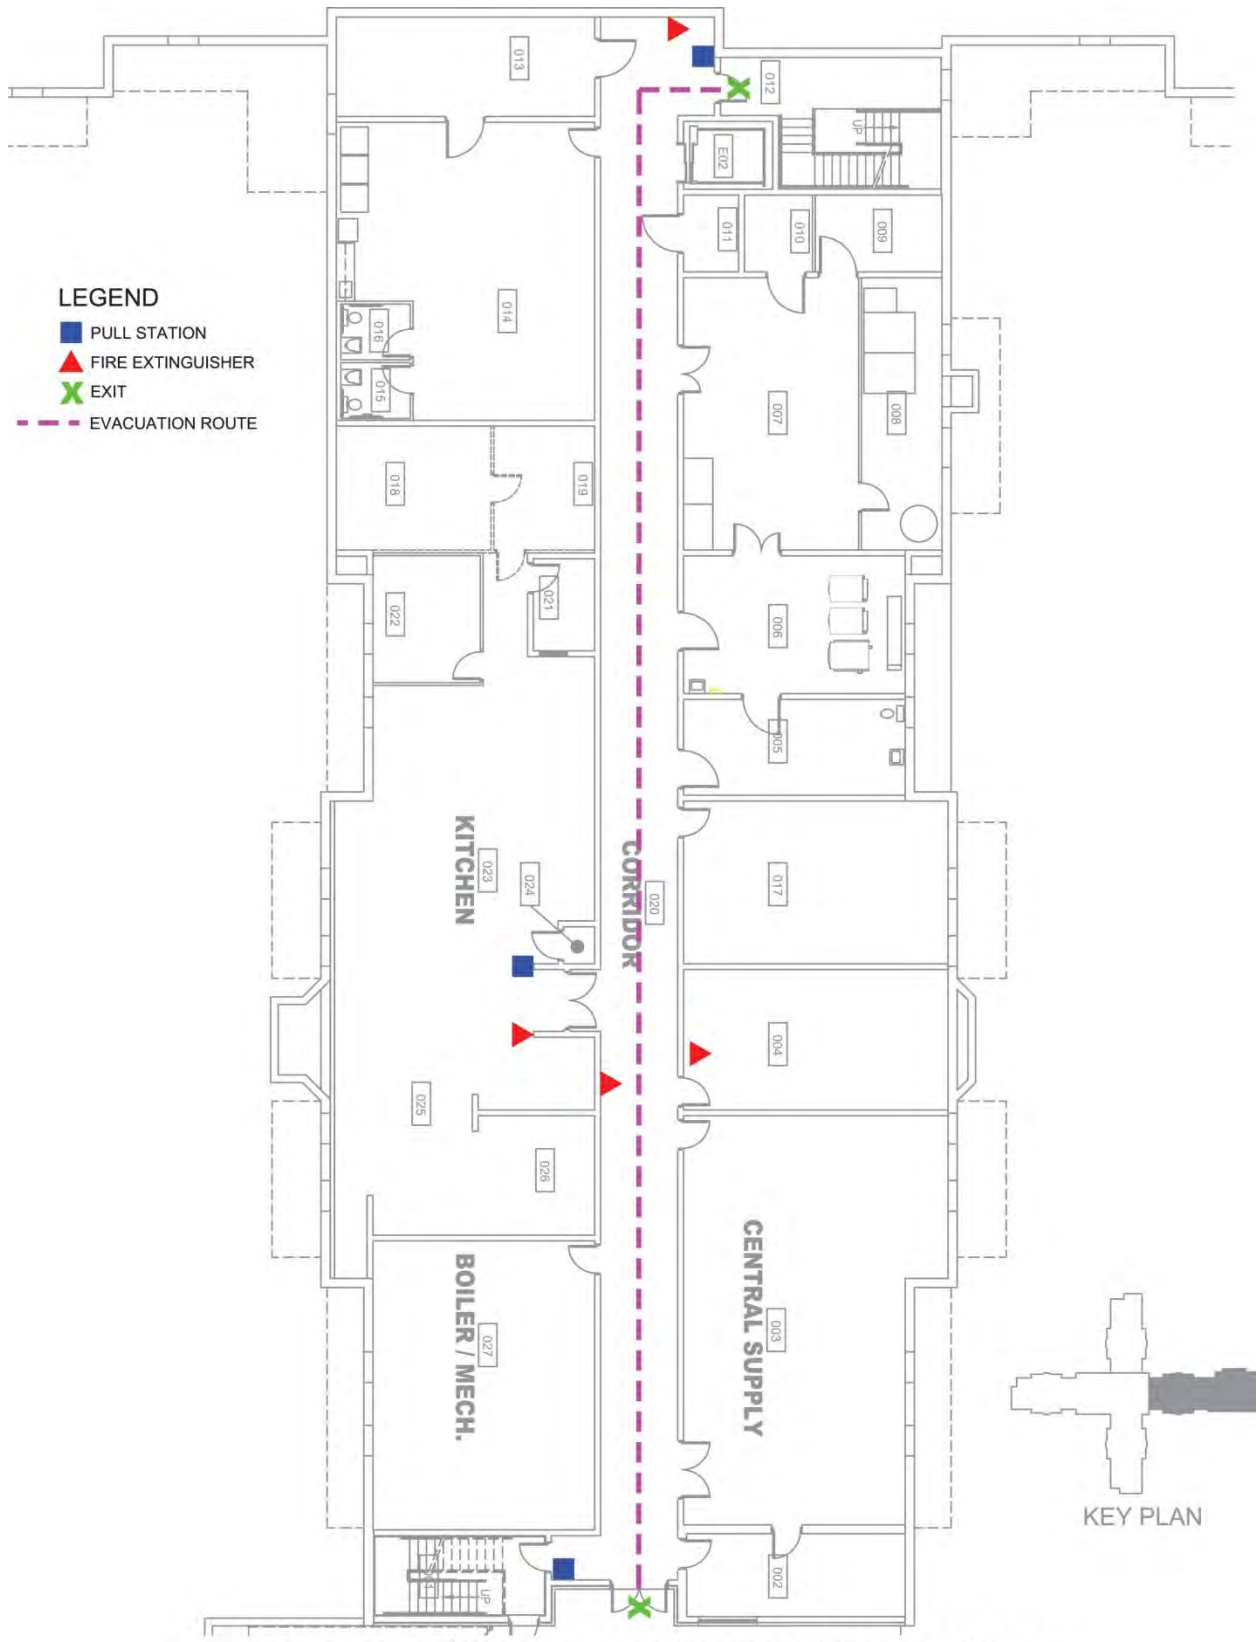 013
012
UP
E02
011
010
009
LEGEND
PULL STATION
FIRE EXTINGUISHER
EXIT
EVACUATION ROUTE
014
016
015
007
008
018
019
022
021
006
005
KITCHEN
023
024
CORRIDOR
020
017
004
025
026
BOILER / MECH.
027
CENTRAL SUPPLY
003
KEY PLAN
UP
002